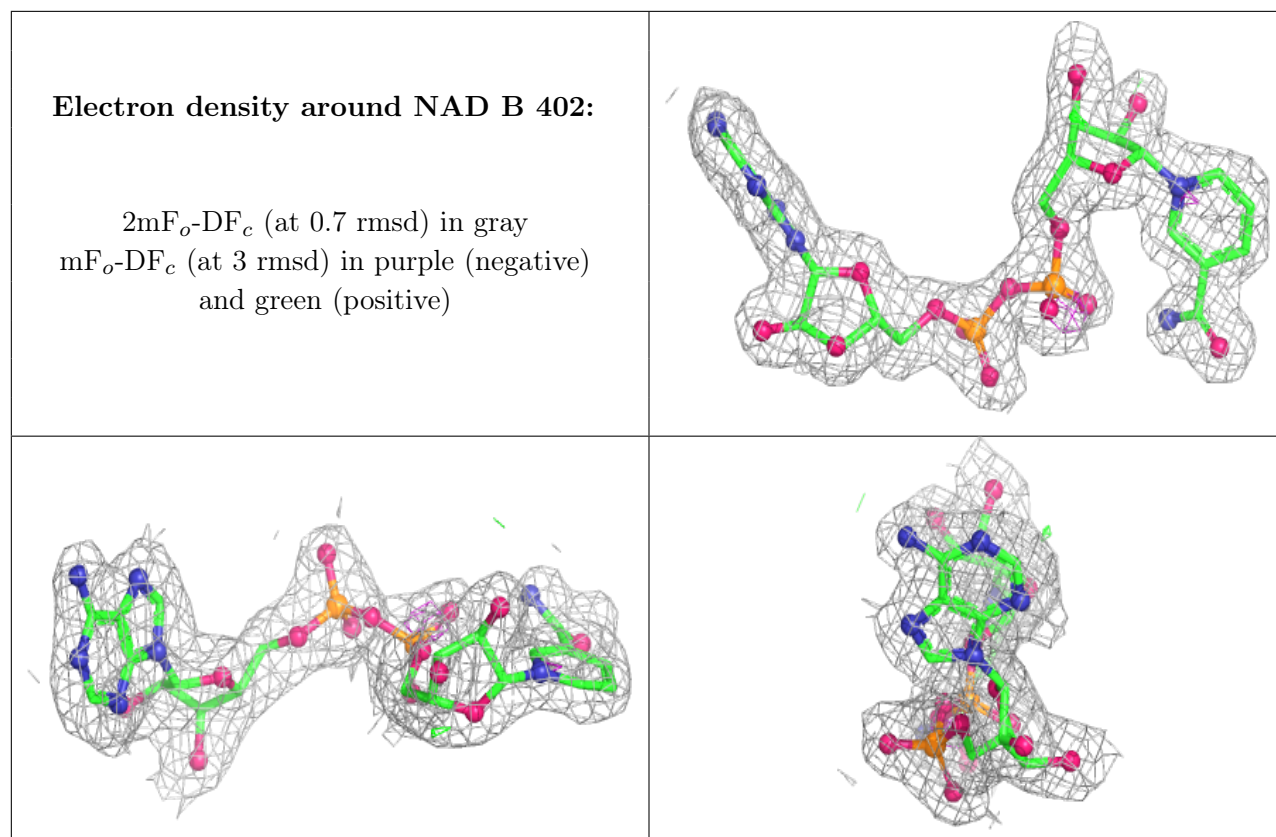 Electron density around NAD B 402:
2mFo-DFc (at 0.7 rmsd) in gray
mFo-DFc (at 3 rmsd) in purple (negative)
and green (positive)